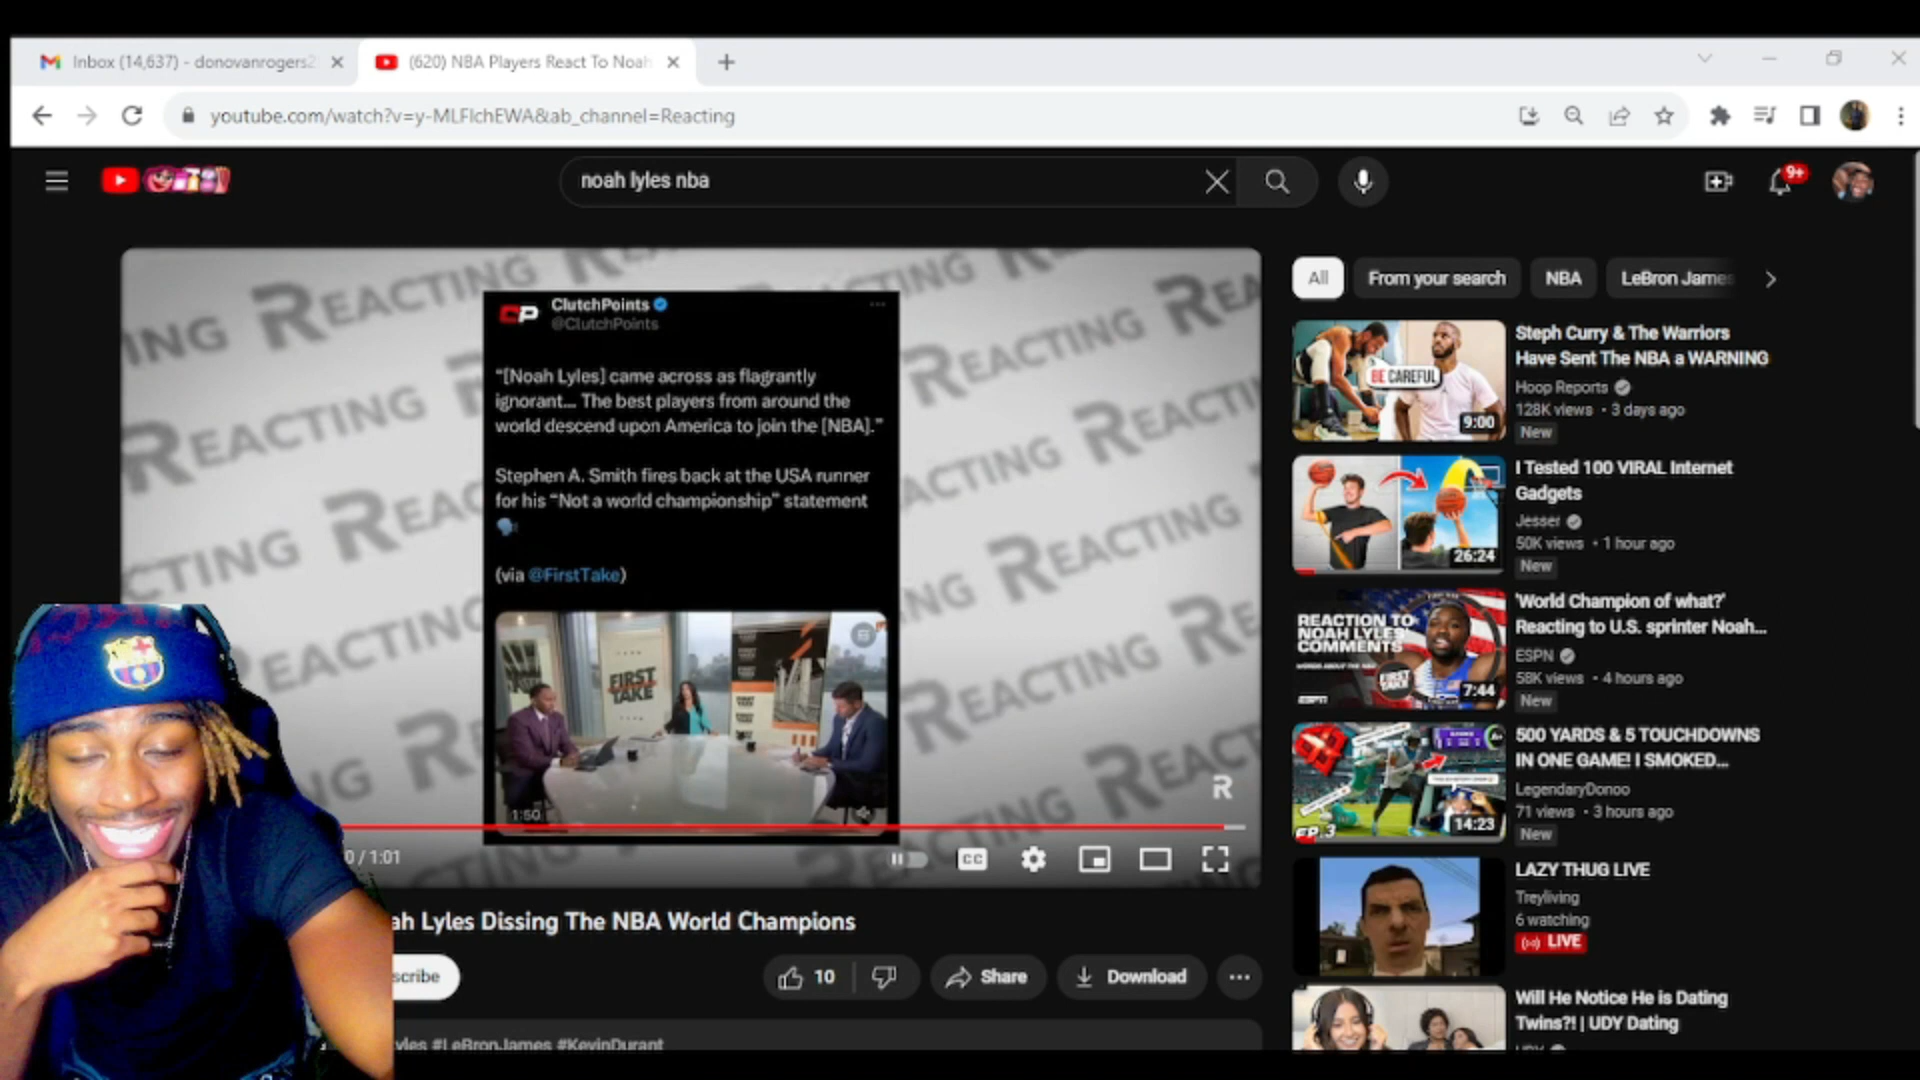 Inbox (14,637) - donovanrogers2
(620) NBA Players React To Noah
youtube.com/watch?v=y-MLFIchEWA&ab_channel=Reacting
noah lyles nba
9+
REACTING
ClutchPoints
@ClutchPoints
“[Noah Lyles] came across as flagrantly
ignorant… The best players from around the
world descend upon America to join the [NBA].”
Stephen A. Smith fires back at the USA runner
for his “Not a world championship” statement
(via @FirstTake)
FIRST
TAKE
1:50
0 / 1:01
CC
ah Lyles Dissing The NBA World Champions
scribe
10
Share
Download
yles #LeBronJames #KevinDurant
All
From your search
NBA
LeBron James
BE CAREFUL
9:00
Steph Curry & The Warriors
Have Sent The NBA a WARNING
Hoop Reports
128K views • 3 days ago
New
26:24
I Tested 100 VIRAL Internet
Gadgets
Jesser
50K views • 1 hour ago
New
REACTION TO
NOAH LYLES'
COMMENTS
FIRST
TAKE
ESPN
7:44
'World Champion of what?'
Reacting to U.S. sprinter Noah...
ESPN
58K views • 4 hours ago
New
EP.3
14:23
500 YARDS & 5 TOUCHDOWNS
IN ONE GAME! I SMOKED...
LegendaryDonoo
71 views • 3 hours ago
New
LAZY THUG LIVE
Treyliving
6 watching
LIVE
Will He Notice He is Dating
Twins?! | UDY Dating